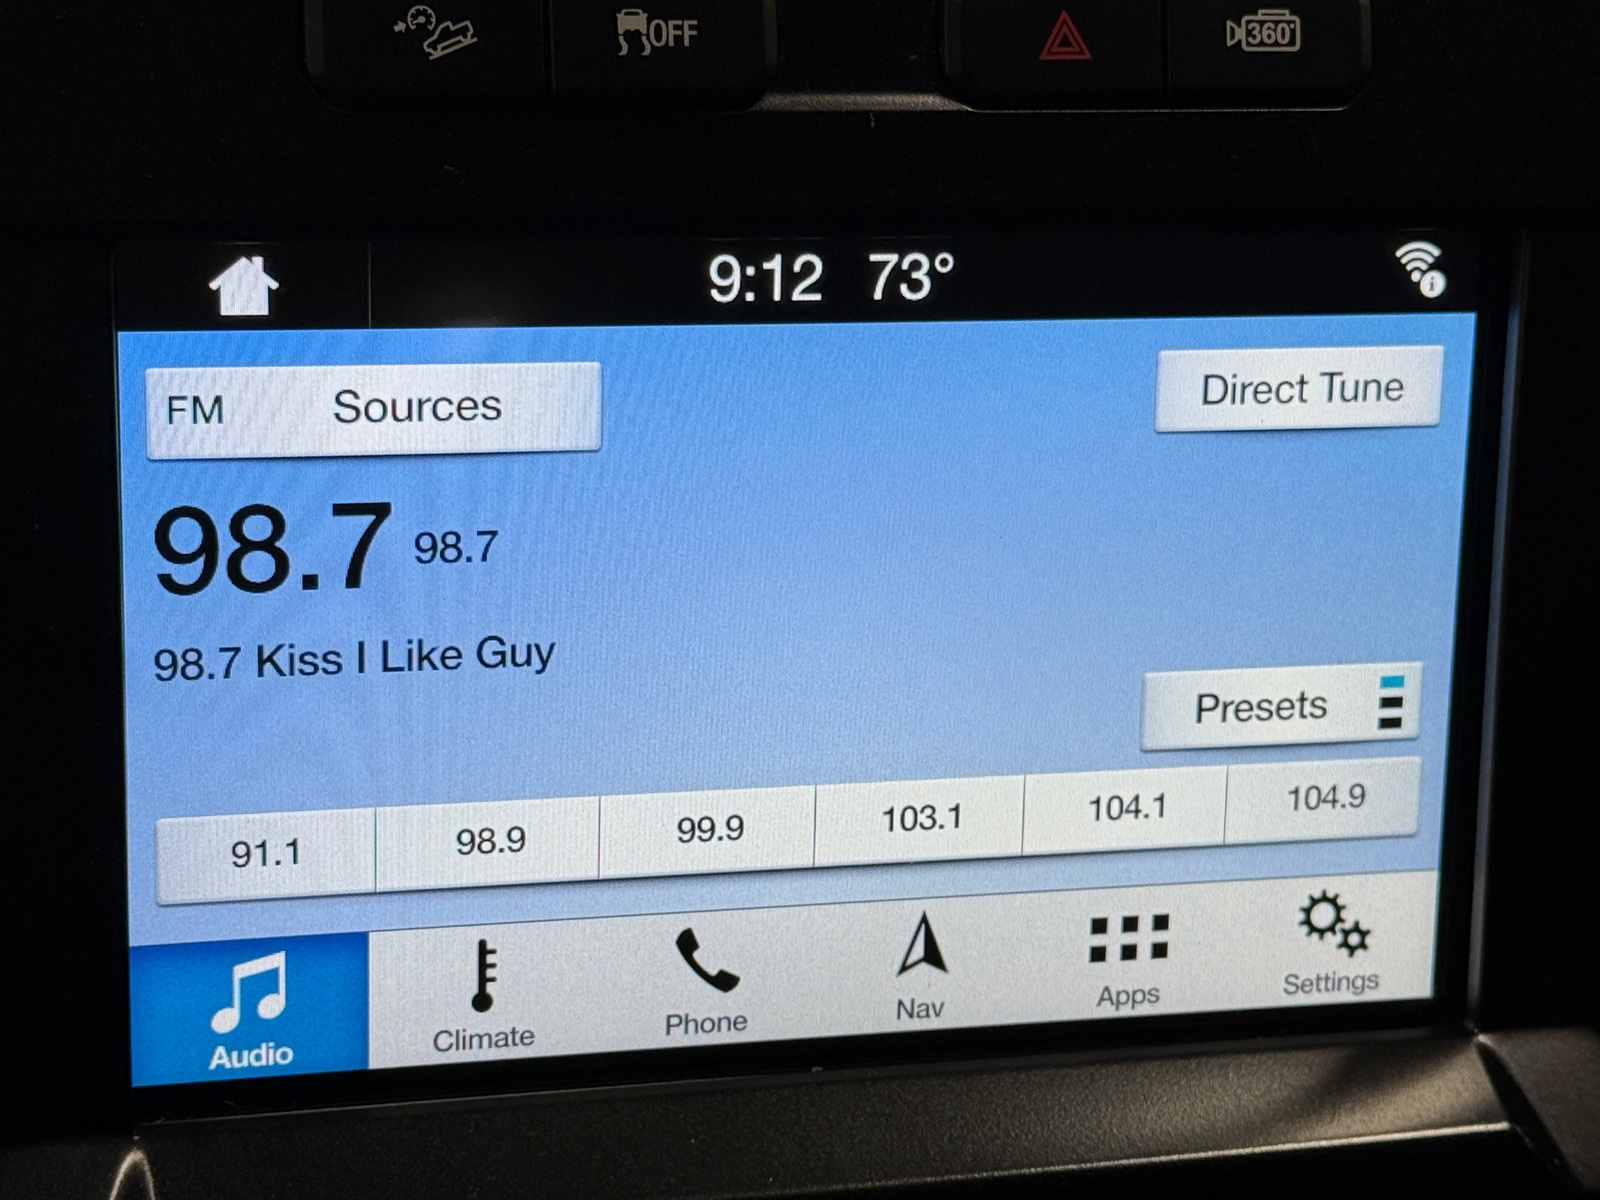 OFF
360°
9:12 73°
FM Sources
Direct Tune
98.7 98.7
98.7 Kiss I Like Guy
Presets
91.1 98.9 99.9 103.1 104.1 104.9
Audio Climate Phone Nav Apps Settings